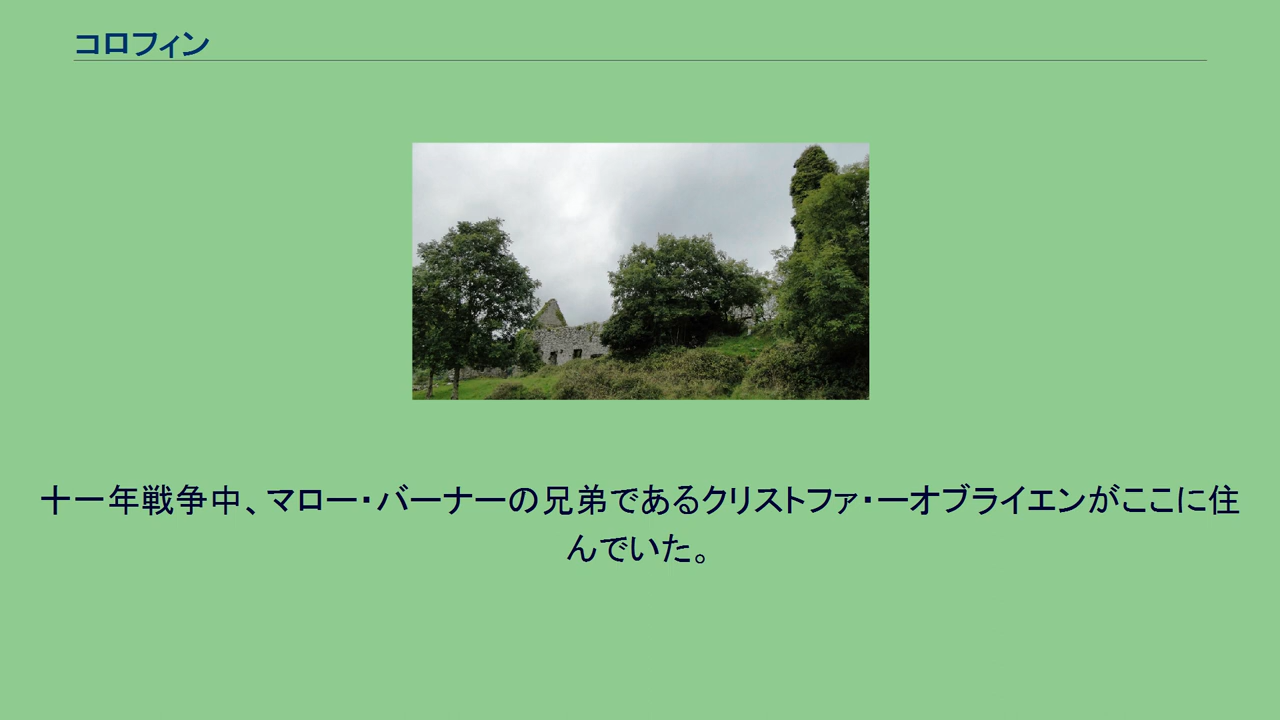 コロフィン
十一年戦争中、マロー・バーナーの兄弟であるクリストファ・ーオブライエンがここに住
んでいた。